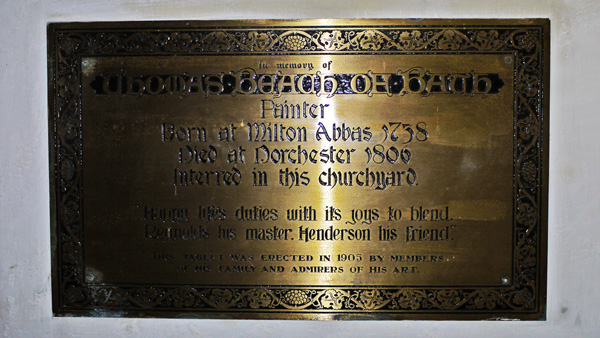 In memory of
THOMAS BEACH OF BATH
Painter
Born at Milton Abbas 1738
Died at Dorchester 1806
Interred in this churchyard.
"Happy life's duties with its joys to blend,
Reynolds his master, Henderson his friend".
THIS TABLET WAS ERECTED IN 1905 BY MEMBERS
OF HIS FAMILY AND ADMIRERS OF HIS ART.